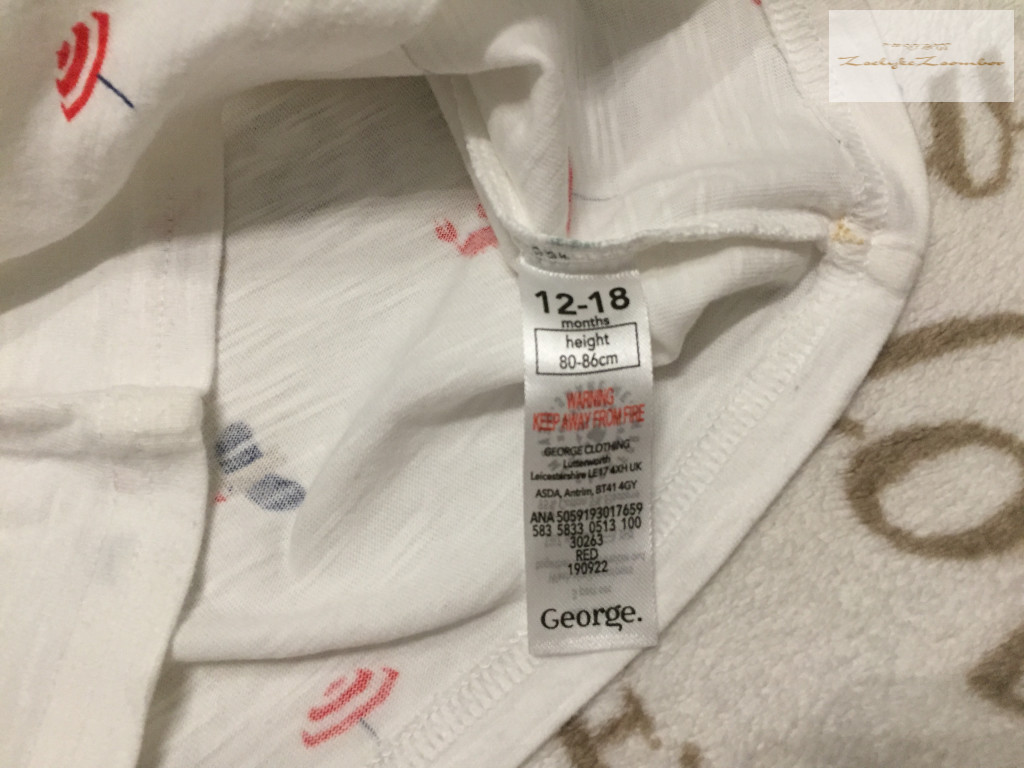 12-18
months
height
80-86cm
WARNING
KEEP AWAY FROM FIRE
GEORGE CLOTHING
Lutterworth
Leicestershire LE17 4XH UK
ASDA, Antrim, BT41 4GY
ANA 5059193017659
583 5833 0513 100
30263
RED
190922
George.